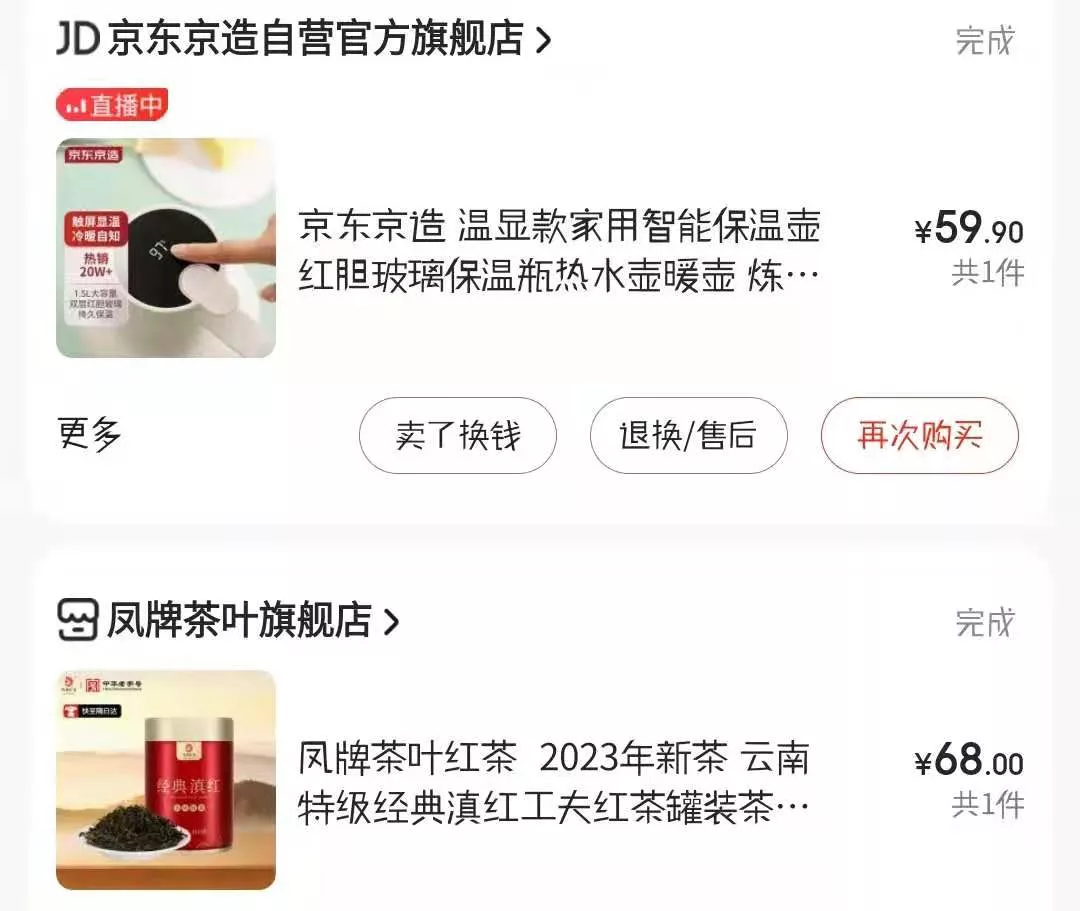 JD 京东京造自营官方旗舰店 >
完成
直播中
京东京造
触屏显温
冷暖自知
热销
20W+
1.5L大容量
双层红胆玻璃
持久保温
97°
京东京造 温显款家用智能保温壶
红胆玻璃保温瓶热水壶暖壶 炼…
¥59.90
共1件
更多
卖了换钱
退换/售后
再次购买
凤牌茶叶旗舰店 >
完成
中华老字号
快至隔日达
经典滇红
凤牌茶叶红茶 2023年新茶 云南
特级经典滇红工夫红茶罐装茶…
¥68.00
共1件